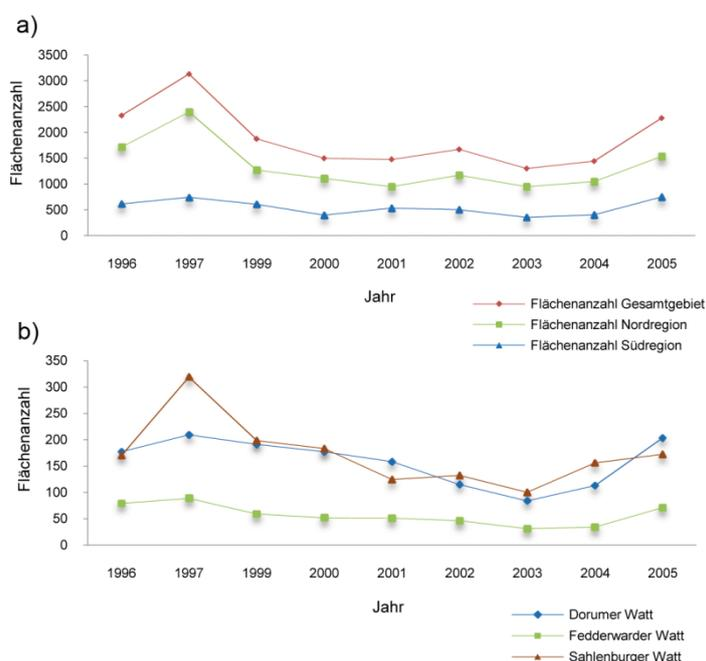 a)
3500
3000
2500
2000
1500
1000
500
0
Flächenanzahl
1996 1997 1999 2000 2001 2002 2003 2004 2005
Jahr
Flächenanzahl Gesamtgebiet
Flächenanzahl Nordregion
Flächenanzahl Südregion
b)
350
300
250
200
150
100
50
0
Flächenanzahl
1996 1997 1999 2000 2001 2002 2003 2004 2005
Jahr
Dorumer Watt
Fedderwarder Watt
Sahlenburger Watt